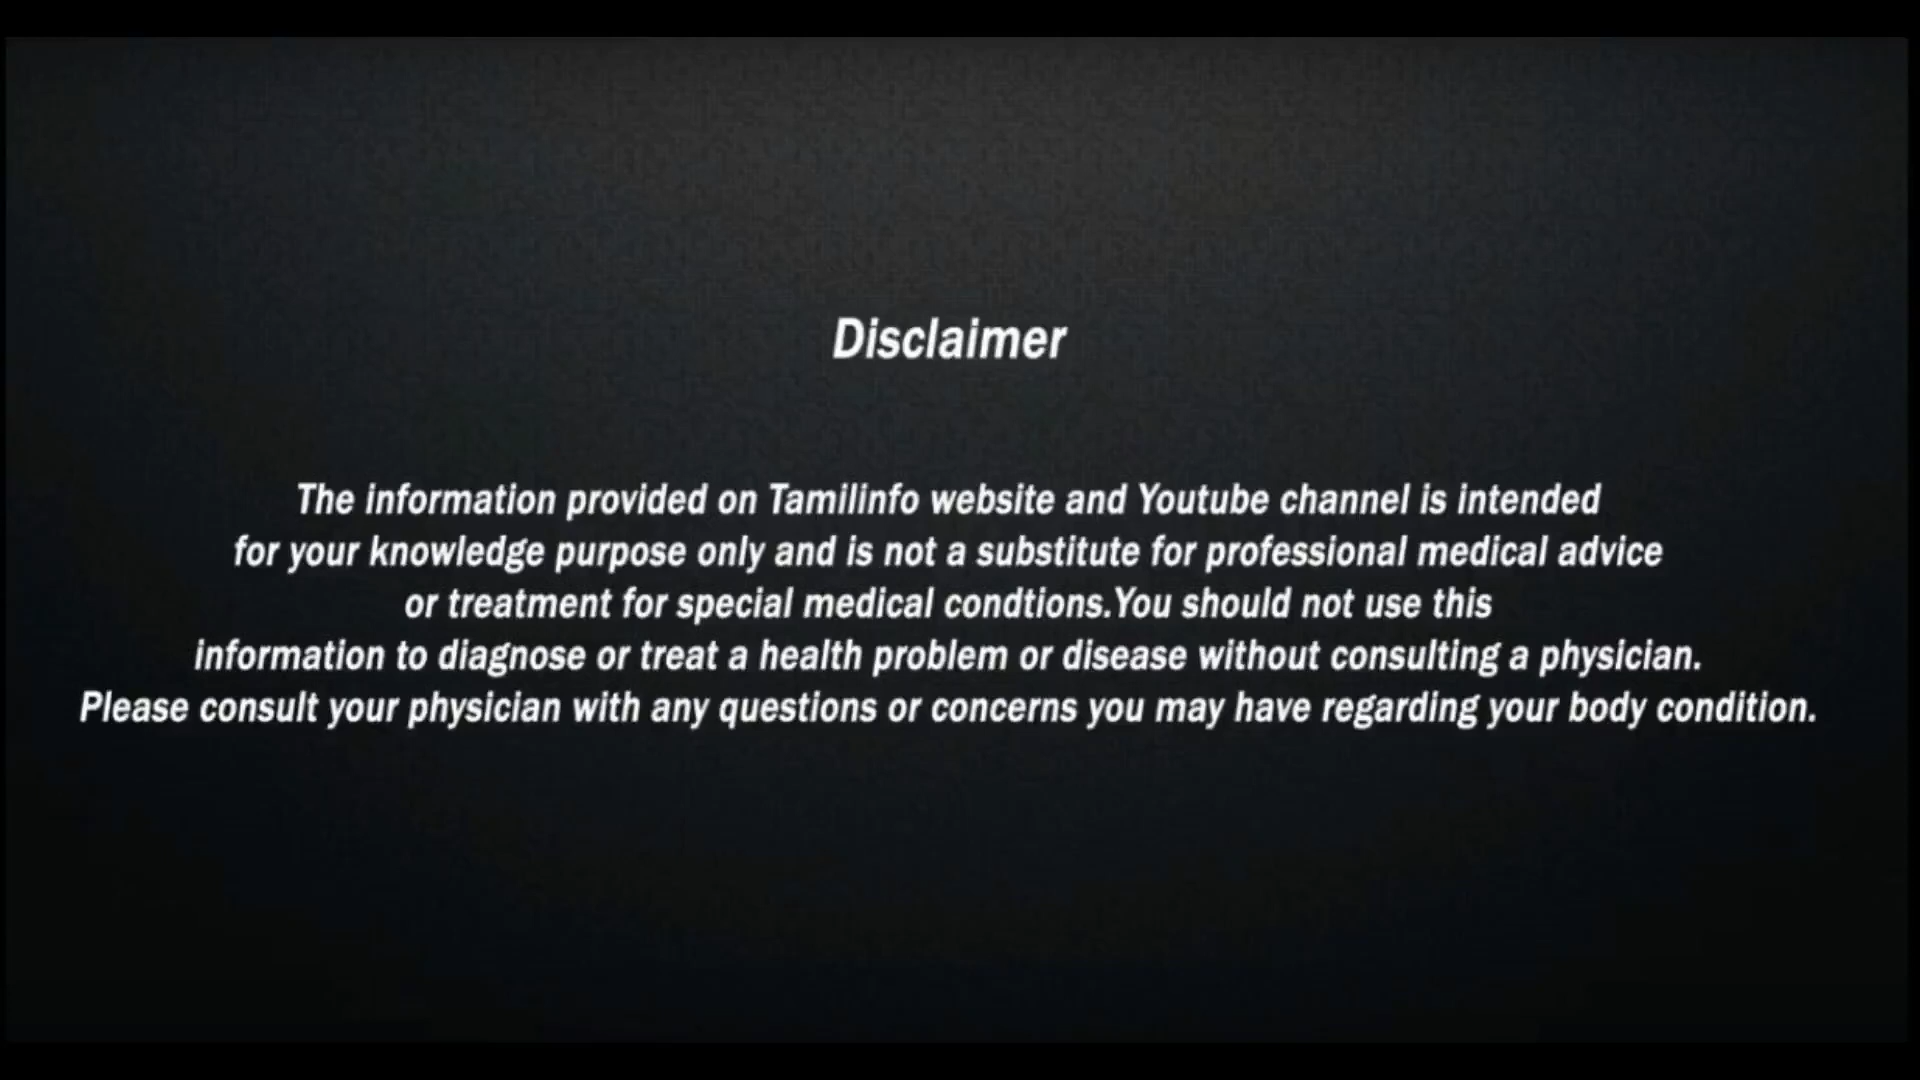 Disclaimer
The information provided on Tamilinfo website and Youtube channel is intended
for your knowledge purpose only and is not a substitute for professional medical advice
or treatment for special medical condtions.You should not use this
information to diagnose or treat a health problem or disease without consulting a physician.
Please consult your physician with any questions or concerns you may have regarding your body condition.